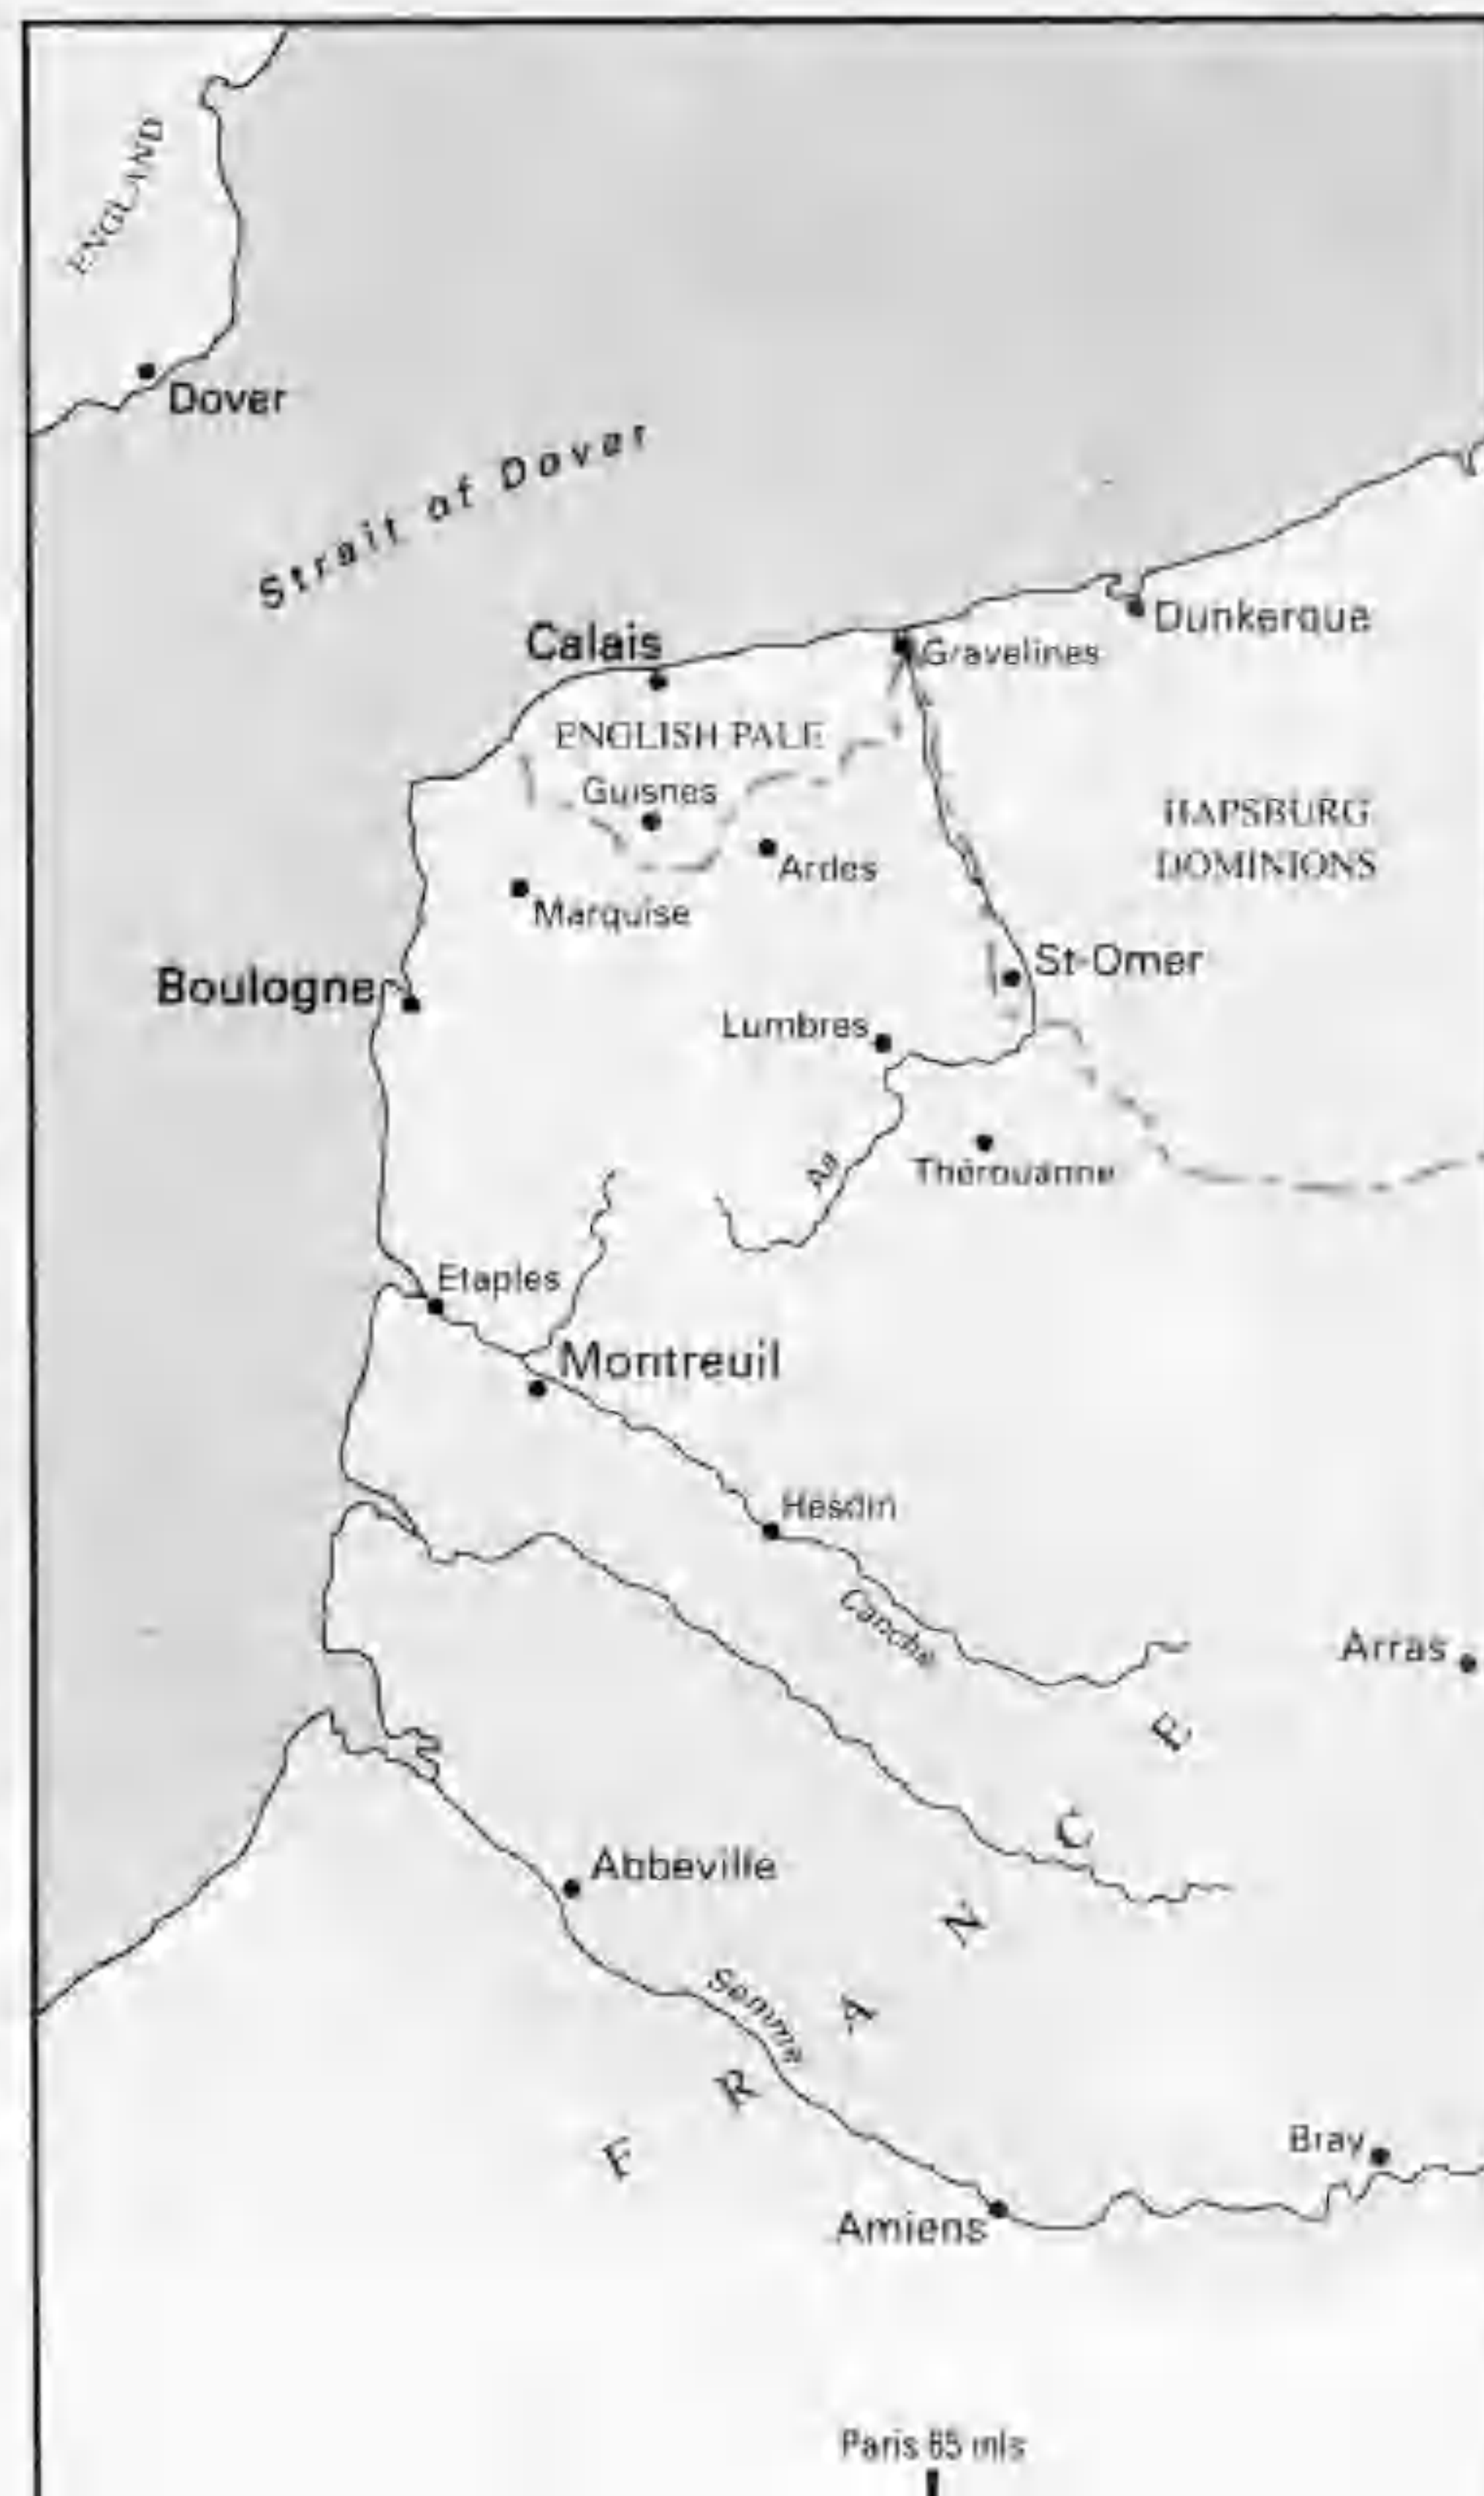 ENGLAND
Dover
Strait of Dover
Calais
Dunkerque
Gravelines
ENGLISH PALE
Guisnes
HAPSBURG
DOMINIONS
Ardes
Marquise
St-Omer
Boulogne
Lumbres
Aa
Thérouanne
Etaples
Montreuil
Hesdin
Canche
Arras
Abbeville
Somme
FRANCE
Bray
Amiens
Paris 65 mls